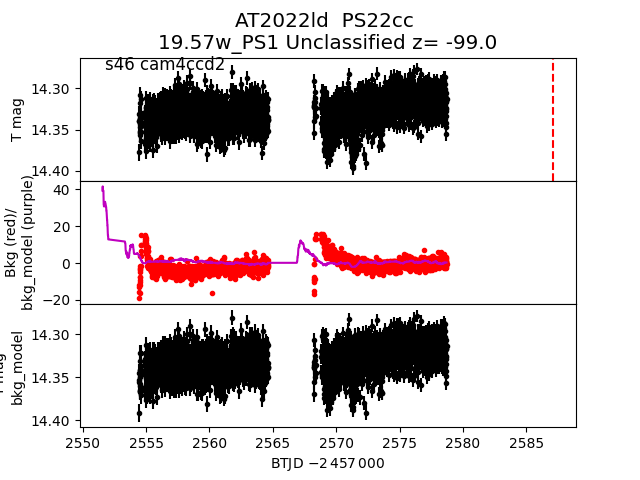 AT2022ld  PS22cc
19.57w_PS1 Unclassified z= -99.0
s46 cam4ccd2
14.30
14.35
14.40
T mag
40
20
0
−20
Bkg (red)/
bkg_model (purple)
14.30
14.35
14.40
mag
bkg_model
2550 2555 2560 2565 2570 2575 2580 2585
BTJD −2 457 000